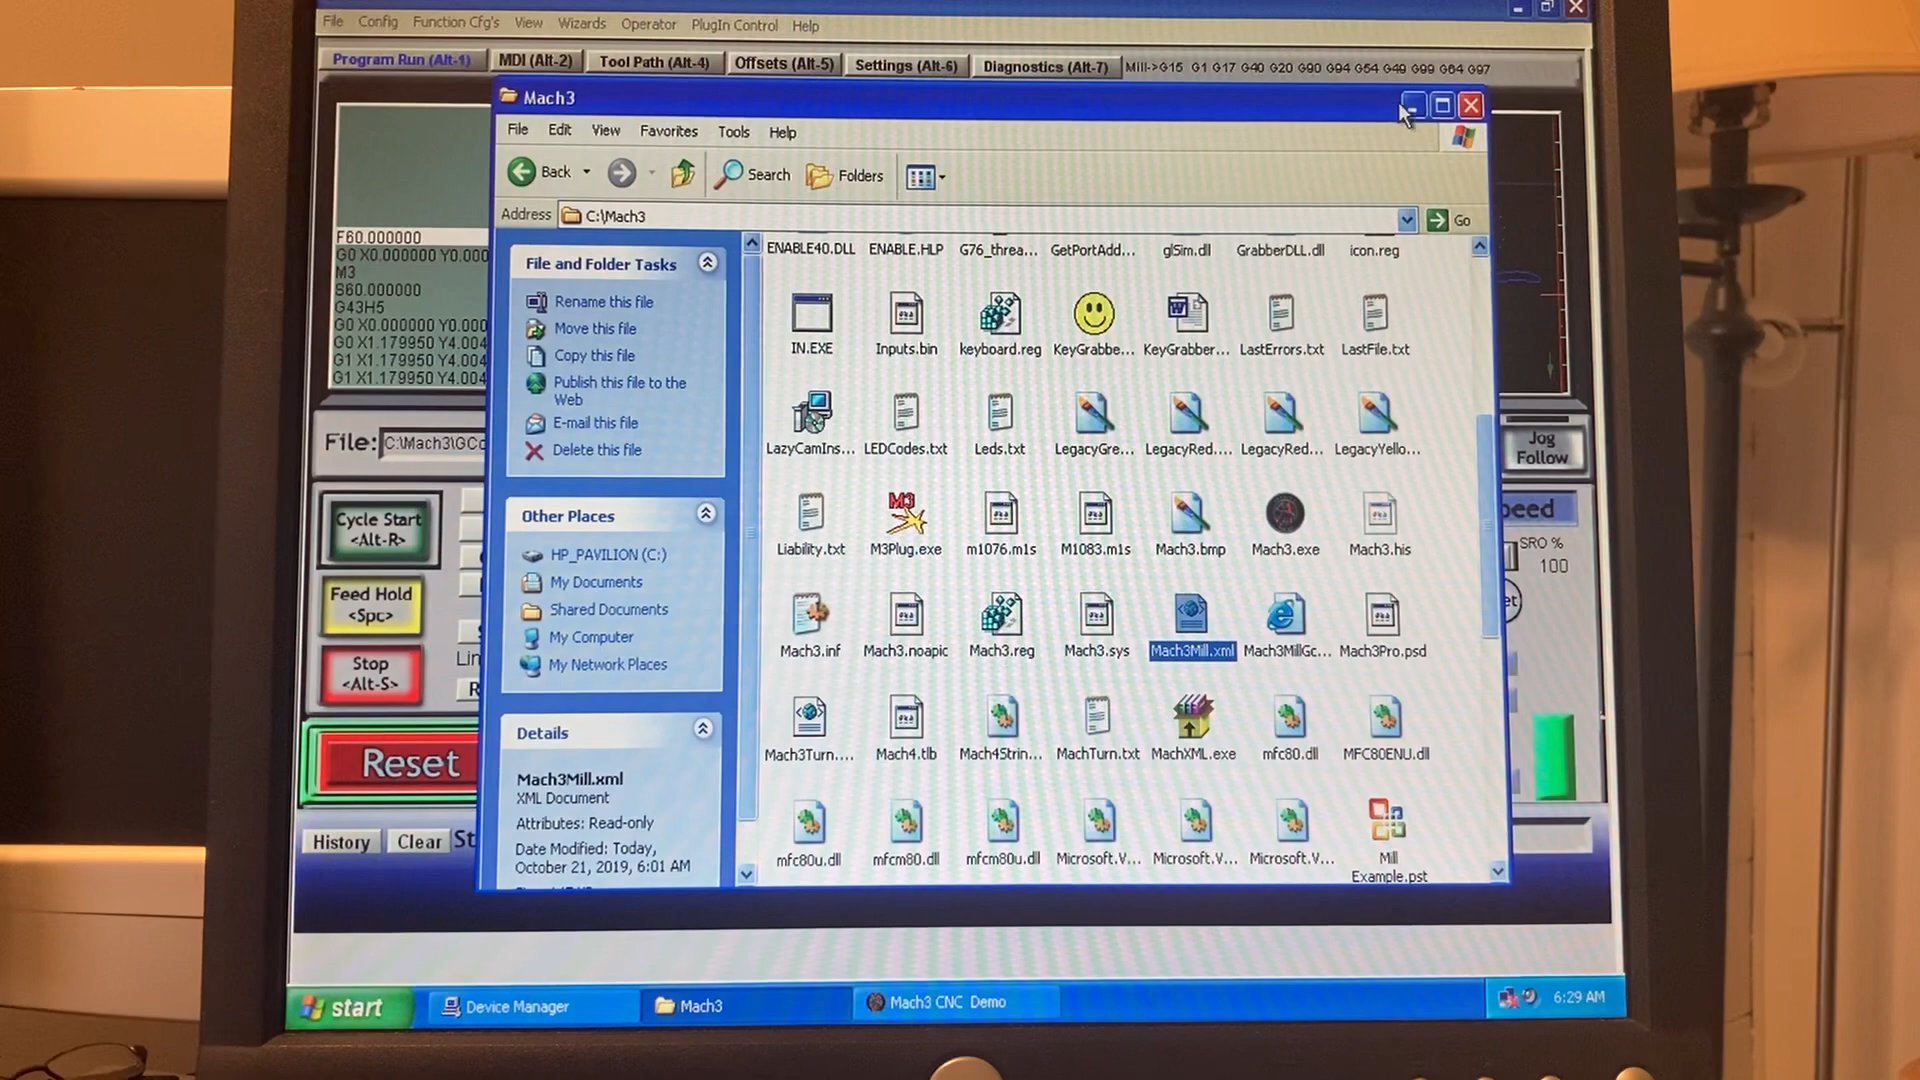 File Config Function Cfg's View Wizards Operator PlugIn Control Help
Program Run (Alt-1) MDI (Alt-2) Tool Path (Alt-4) Offsets (Alt-5) Settings (Alt-6) Diagnostics (Alt-7) Mill->G15 G1 G17 G40 G20 G90 G94 G54 G49 G99 G64 G97
Mach3
File Edit View Favorites Tools Help
Back Search Folders
Address C:\Mach3 Go
F60.000000
G0 X0.000000 Y0.000
M3
S60.000000
G43H5
G0 X0.000000 Y0.000
G0 X1.179950 Y4.004
G1 X1.179950 Y4.004
G1 X1.179950 Y4.004
File: C:\Mach3\GCo
Cycle Start
<Alt-R>
Feed Hold
<Spc>
Stop
<Alt-S>
Reset
History Clear St
Lin
File and Folder Tasks
Rename this file
Move this file
Copy this file
Publish this file to the
Web
E-mail this file
Delete this file
Other Places
HP_PAVILION (C:)
My Documents
Shared Documents
My Computer
My Network Places
Details
Mach3Mill.xml
XML Document
Attributes: Read-only
Date Modified: Today,
October 21, 2019, 6:01 AM
ENABLE40.DLL ENABLE.HLP G76_threa... GetPortAdd... glSim.dll GrabberDLL.dll icon.reg
IN.EXE Inputs.bin keyboard.reg KeyGrabbe... KeyGrabber... LastErrors.txt LastFile.txt
LazyCamIns... LEDCodes.txt Leds.txt LegacyGre... LegacyRed.... LegacyRed... LegacyYello...
Liability.txt M3Plug.exe m1076.m1s M1083.m1s Mach3.bmp Mach3.exe Mach3.his
Mach3.inf Mach3.noapic Mach3.reg Mach3.sys Mach3Mill.xml Mach3MillGc... Mach3Pro.psd
Mach3Turn.... Mach4.tlb Mach4Strin... MachTurn.txt MachXML.exe mfc80.dll MFC80ENU.dll
mfc80u.dll mfcm80.dll mfcm80u.dll Microsoft.V... Microsoft.V... Microsoft.V... Mill
Example.pst
Jog
Follow
peed
SRO %
100
start Device Manager Mach3 Mach3 CNC Demo 6:29 AM